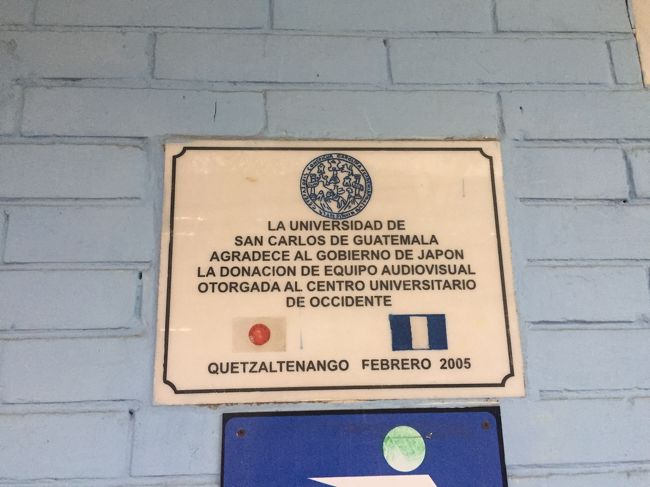 LA UNIVERSIDAD DE
SAN CARLOS DE GUATEMALA
AGRADECE AL GOBIERNO DE JAPON
LA DONACION DE EQUIPO AUDIOVISUAL
OTORGADA AL CENTRO UNIVERSITARIO
DE OCCIDENTE
QUETZALTENANGO FEBRERO 2005